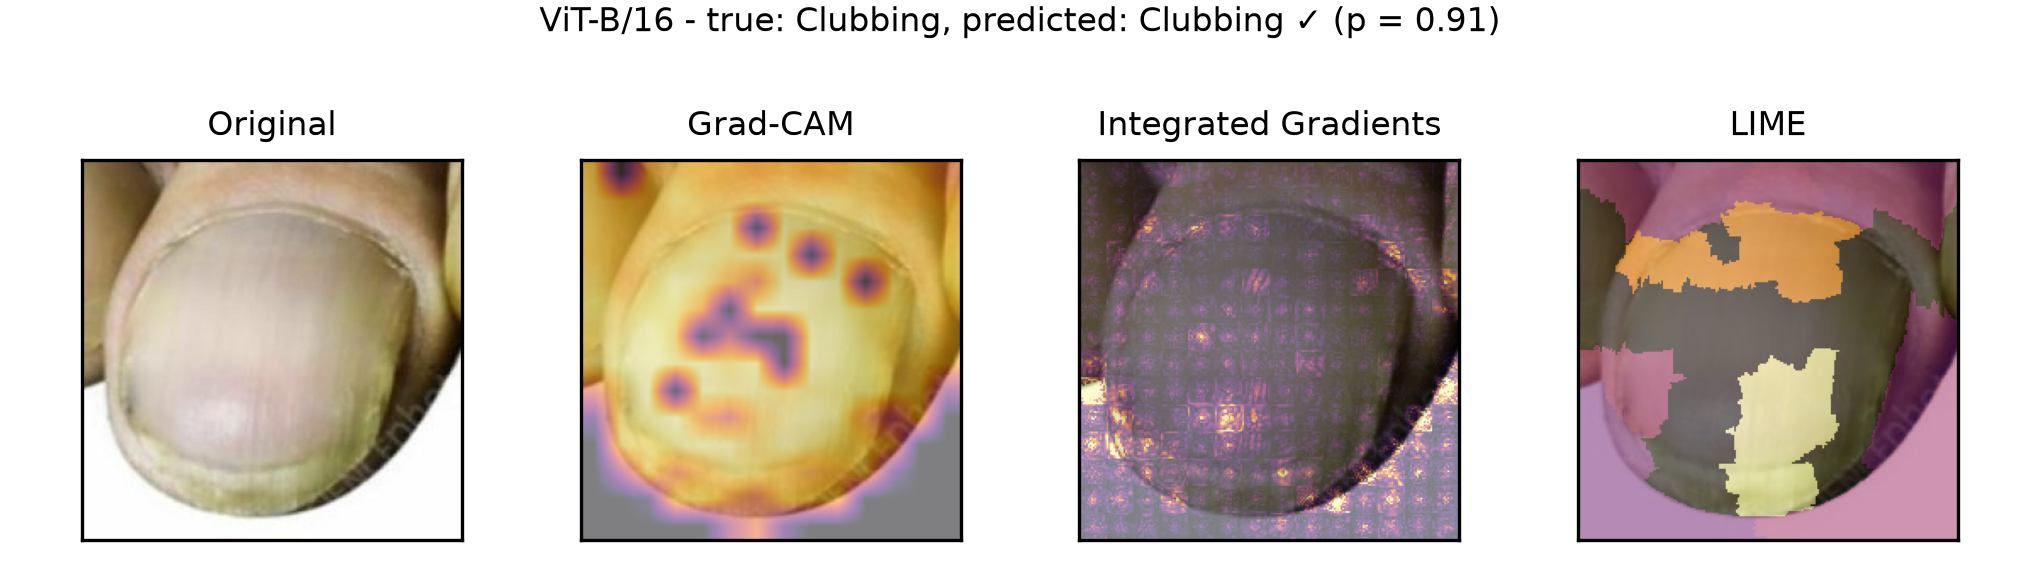 ViT-B/16 - true: Clubbing, predicted: Clubbing ✓ (p = 0.91)
Original
Grad-CAM
Integrated Gradients
LIME